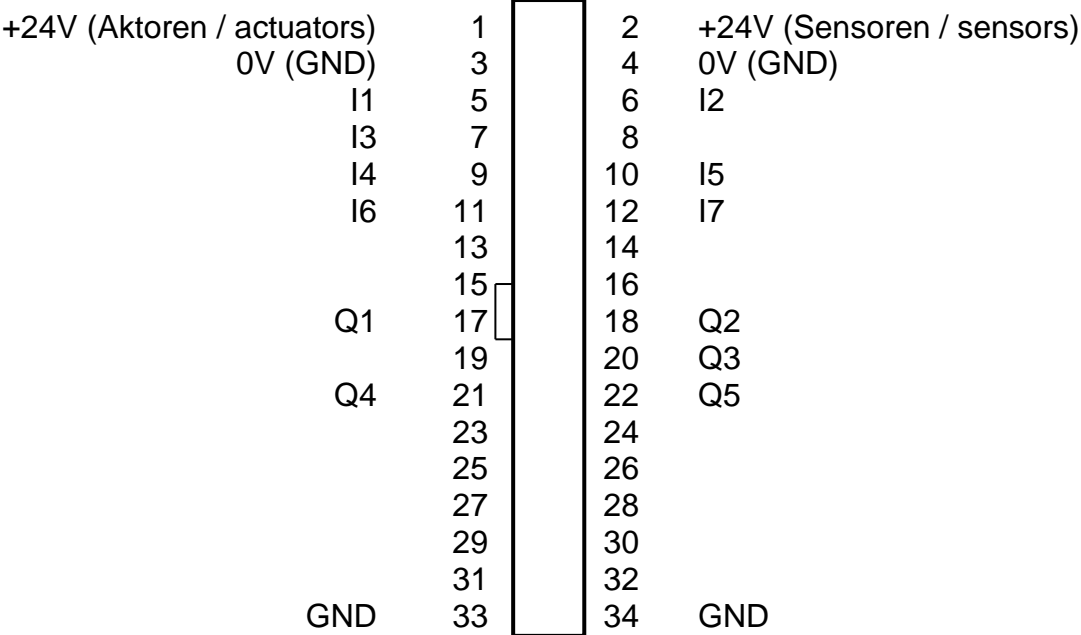 +24V (Aktoren / actuators) 1 2 +24V (Sensoren / sensors)
0V (GND) 3 4 0V (GND)
I1 5 6 I2
I3 7 8
I4 9 10 I5
I6 11 12 I7
13 14
15 16
Q1 17 18 Q2
19 20 Q3
Q4 21 22 Q5
23 24
25 26
27 28
29 30
31 32
GND 33 34 GND